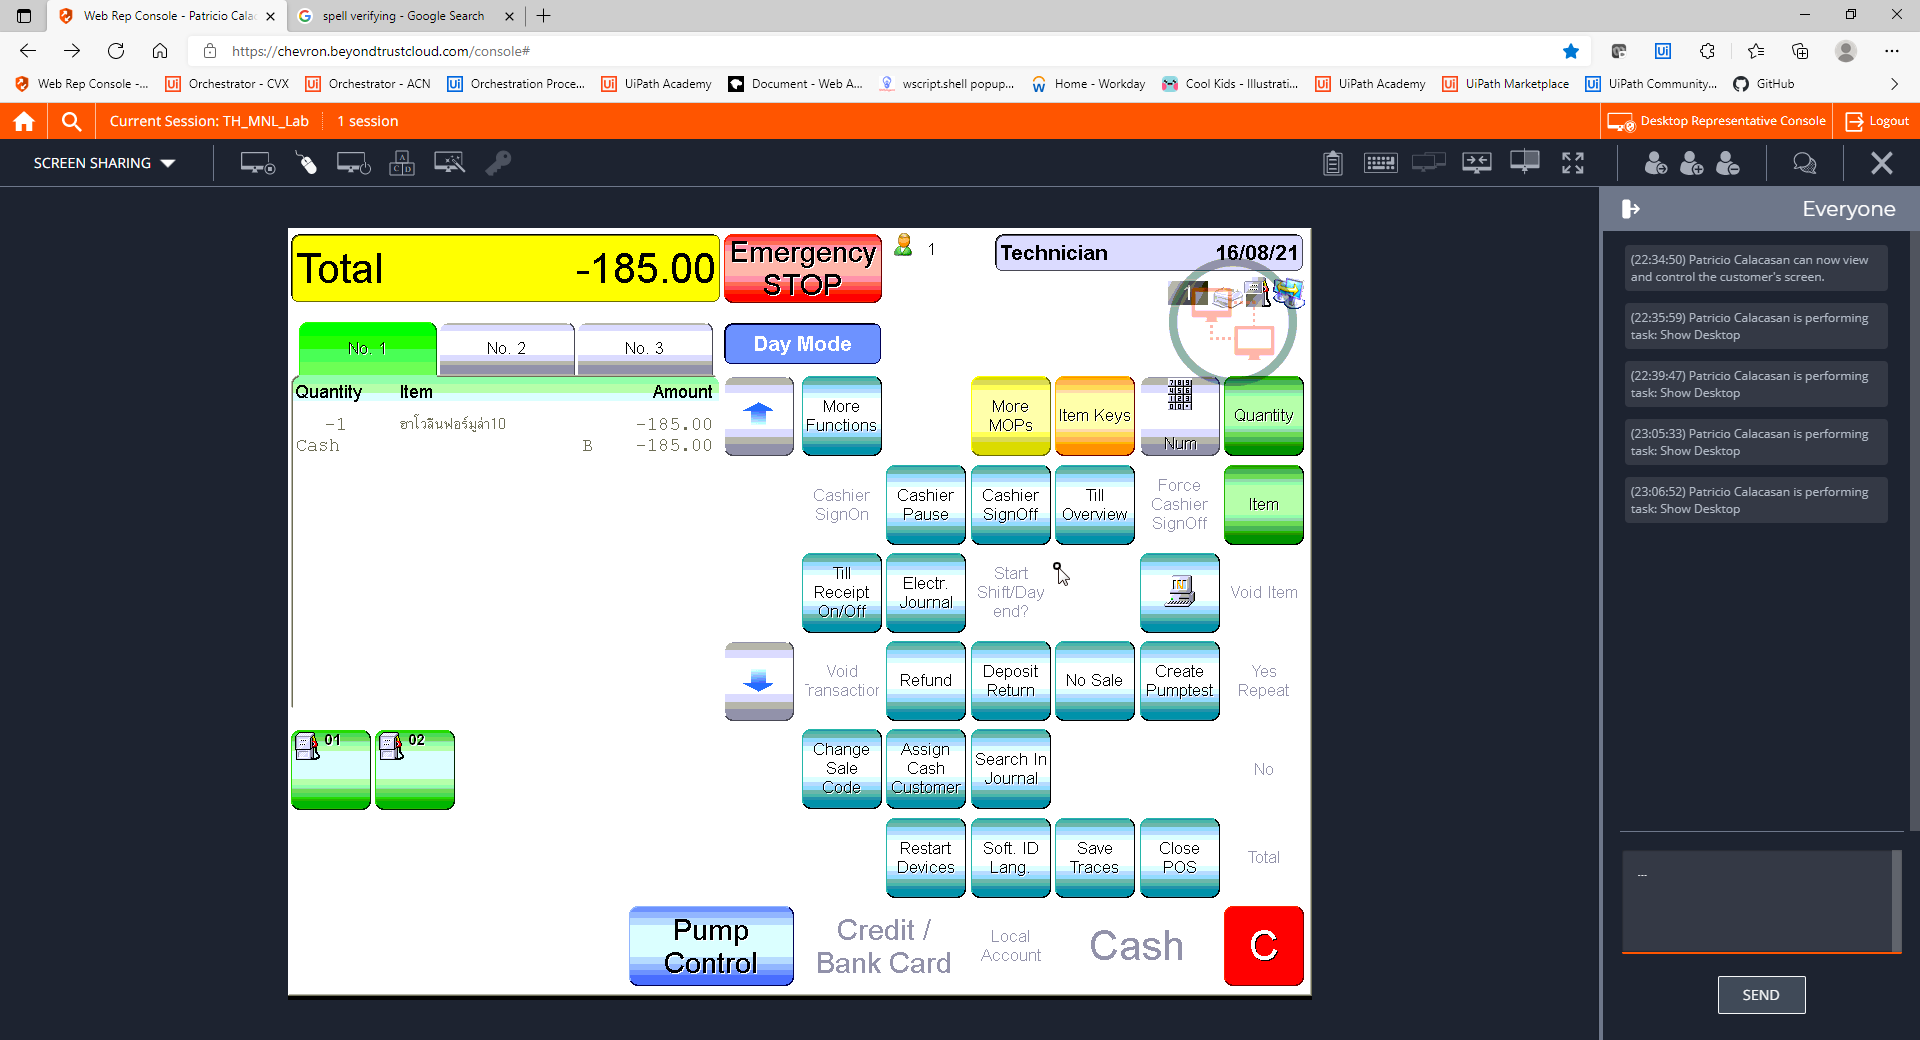 Web Rep Console - Patricio Cala
spell verifying - Google Search
https://chevron.beyondtrustcloud.com/console#
Web Rep Console -...
Orchestrator - CVX
Orchestrator - ACN
Orchestration Proce...
UiPath Academy
Document - Web A...
wscript.shell popup...
Home - Workday
Cool Kids - Illustrati...
UiPath Academy
UiPath Marketplace
UiPath Community...
GitHub
Current Session: TH_MNL_Lab
1 session
Desktop Representative Console
Logout
SCREEN SHARING
Everyone
(22:34:50) Patricio Calacasan can now view
and control the customer's screen.
(22:35:59) Patricio Calacasan is performing
task: Show Desktop
(22:39:47) Patricio Calacasan is performing
task: Show Desktop
(23:05:33) Patricio Calacasan is performing
task: Show Desktop
(23:06:52) Patricio Calacasan is performing
task: Show Desktop
SEND
Total -185.00
Emergency
STOP
1
Technician 16/08/21
1
No. 1
No. 2
No. 3
Day Mode
Quantity Item Amount
-1 ฮาโวลีนฟอร์มูล่า10 -185.00
Cash B -185.00
More
Functions
More
MOPs
Item Keys
Num
Quantity
Cashier
SignOn
Cashier
Pause
Cashier
SignOff
Till
Overview
Force
Cashier
SignOff
Item
Till
Receipt
On/Off
Electr.
Journal
Start
Shift/Day
end?
Void Item
Void
Transaction
Refund
Deposit
Return
No Sale
Create
Pumptest
Yes
Repeat
01
02
Change
Sale
Code
Assign
Cash
Customer
Search In
Journal
No
Restart
Devices
Soft. ID
Lang.
Save
Traces
Close
POS
Total
Pump
Control
Credit /
Bank Card
Local
Account
Cash
C